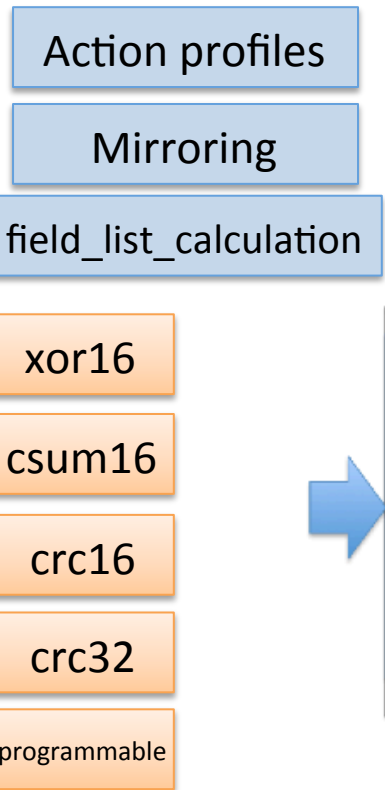 Action profiles
Mirroring
field_list_calculation
xor16
csum16
crc16
crc32
programmable